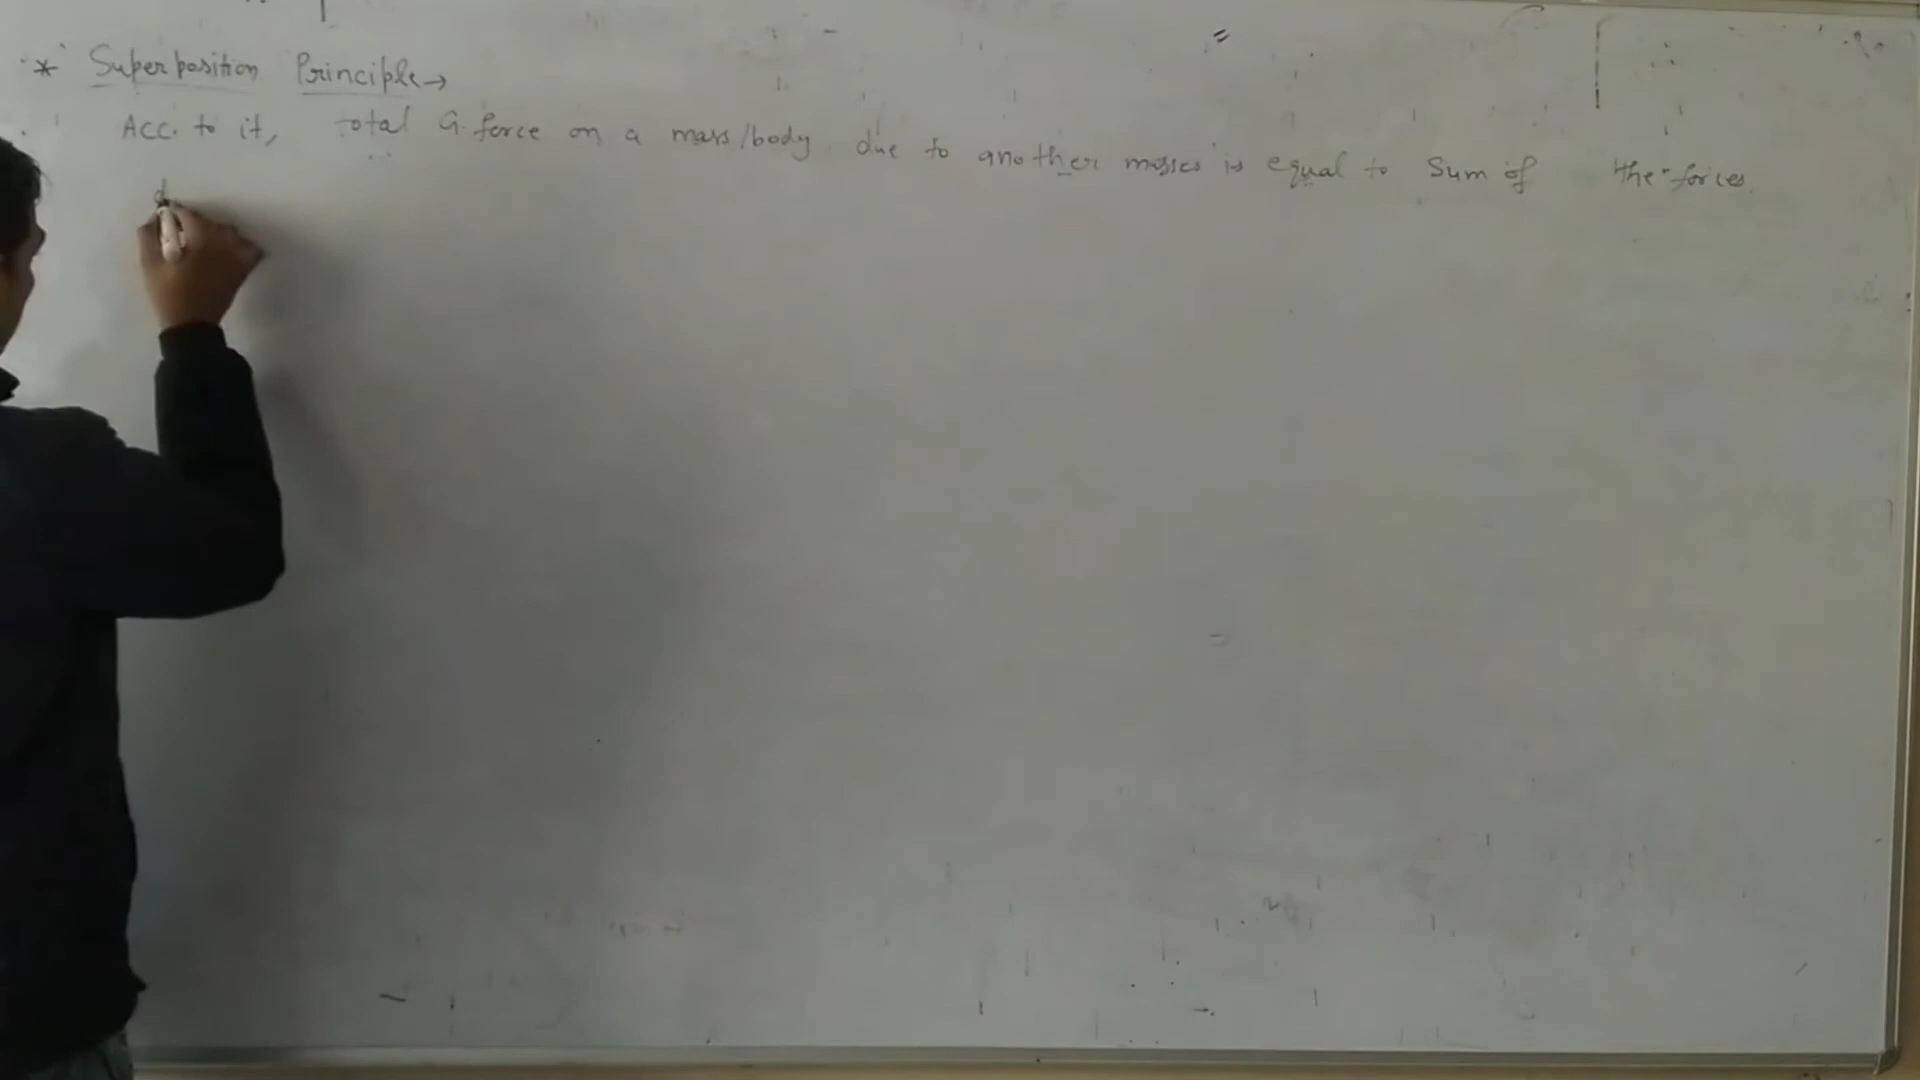 * Superposition Principle→
Acc. to it, total G. force on a mass/body due to another masses is equal to Sum of the forces
d